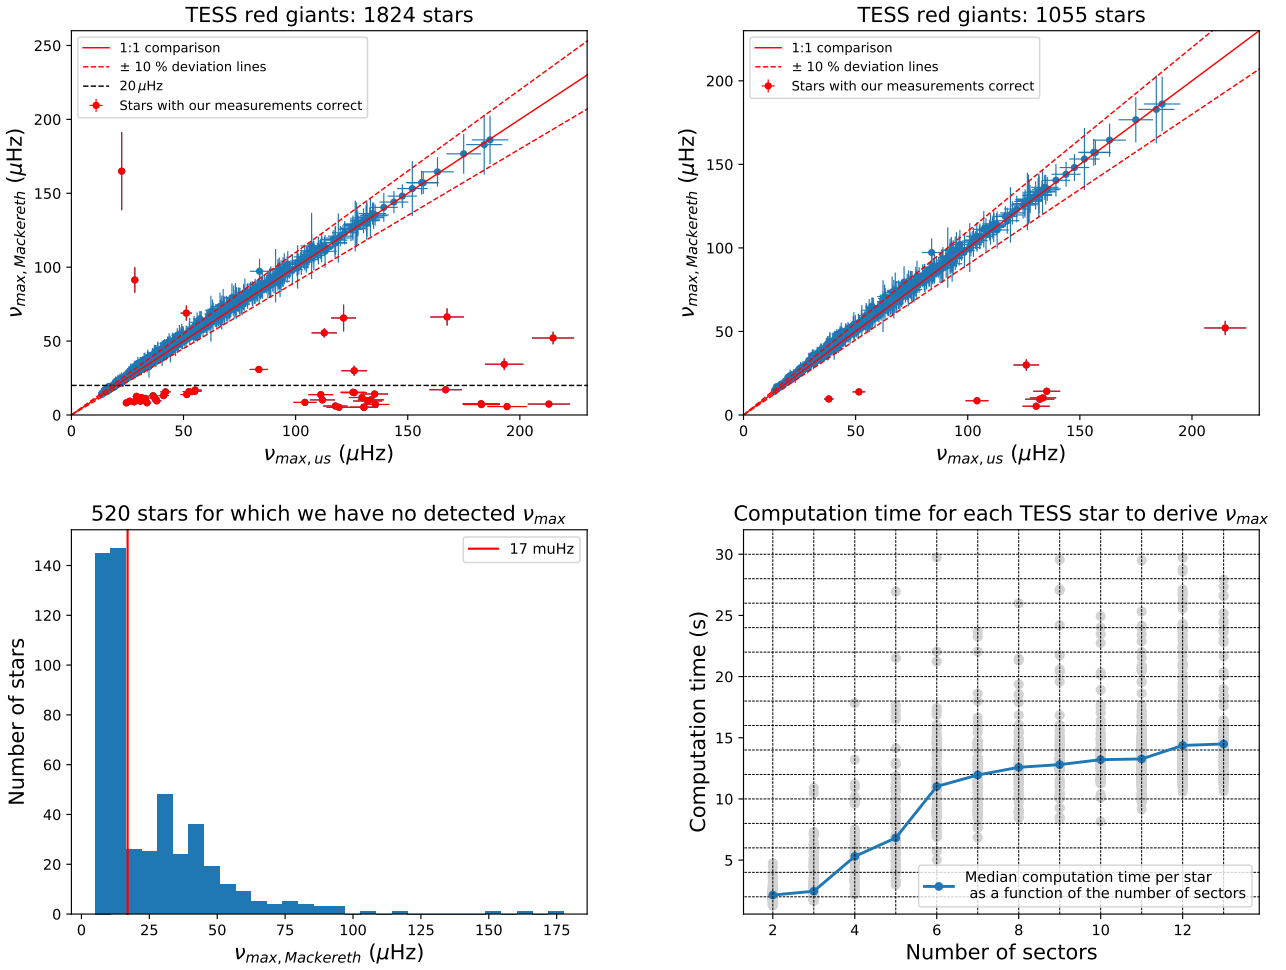 TESS red giants: 1824 stars
250
200
150
100
50
0
ν_max,Mackereth (μHz)
1:1 comparison
± 10 % deviation lines
20 μHz
Stars with our measurements correct
0 50 100 150 200
ν_max,us (μHz)
TESS red giants: 1055 stars
200
150
100
50
0
ν_max,Mackereth (μHz)
1:1 comparison
± 10 % deviation lines
Stars with our measurements correct
0 50 100 150 200
ν_max,us (μHz)
520 stars for which we have no detected ν_max
140
120
100
80
60
40
20
0
Number of stars
17 muHz
0 25 50 75 100 125 150 175
ν_max,Mackereth (μHz)
Computation time for each TESS star to derive ν_max
30
25
20
15
10
5
Computation time (s)
Median computation time per star
as a function of the number of sectors
2 4 6 8 10 12
Number of sectors